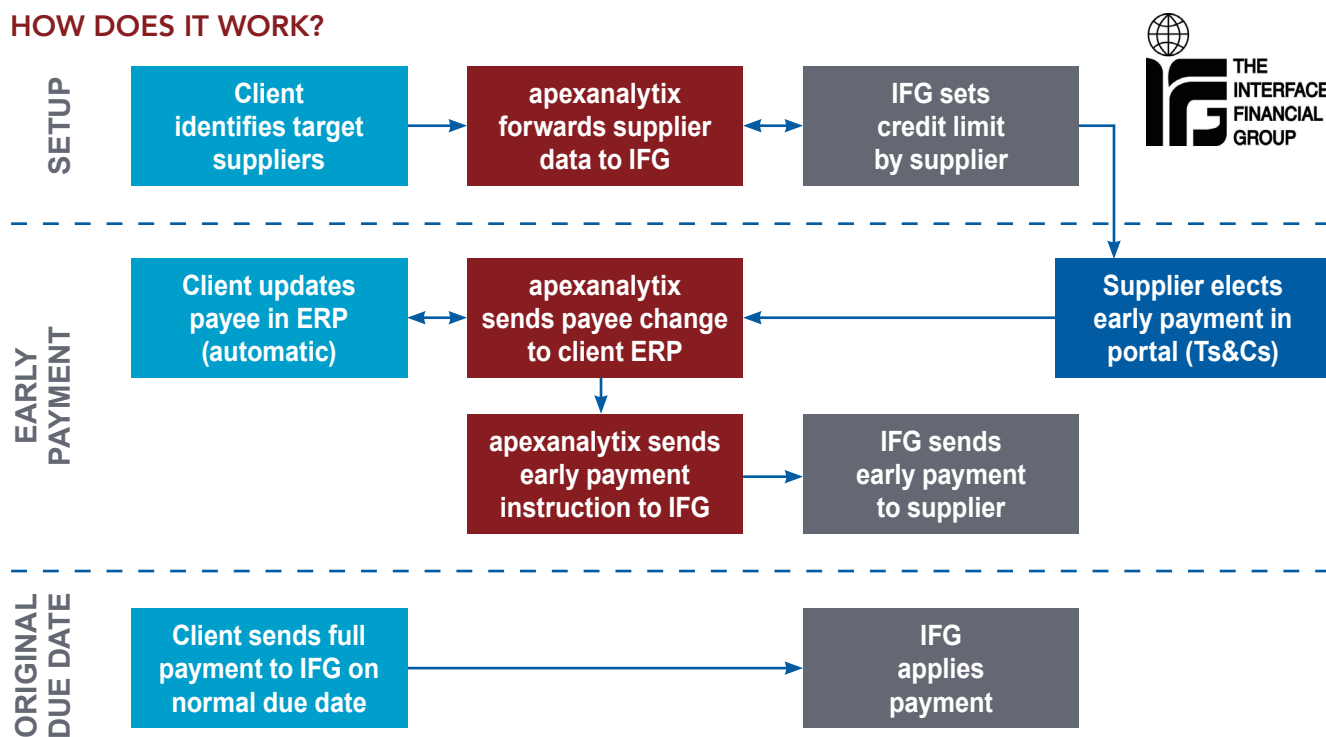 HOW DOES IT WORK?
THE
INTERFACE
FINANCIAL
GROUP
IFG
SETUP
Client
identifies target
suppliers
apexanalytix
forwards supplier
data to IFG
IFG sets
credit limit
by supplier
EARLY
PAYMENT
Client updates
payee in ERP
(automatic)
apexanalytix
sends payee change
to client ERP
Supplier elects
early payment in
portal (Ts&Cs)
apexanalytix sends
early payment
instruction to IFG
IFG sends
early payment
to supplier
ORIGINAL
DUE DATE
Client sends full
payment to IFG on
normal due date
IFG
applies
payment